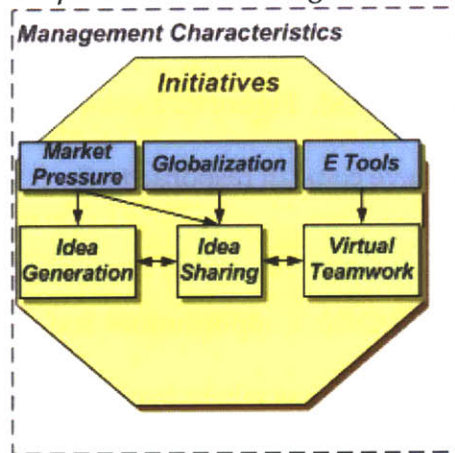 Management Characteristics
Initiatives
Market
Pressure
Globalization
E Tools
Idea
Generation
Idea
Sharing
Virtual
Teamwork